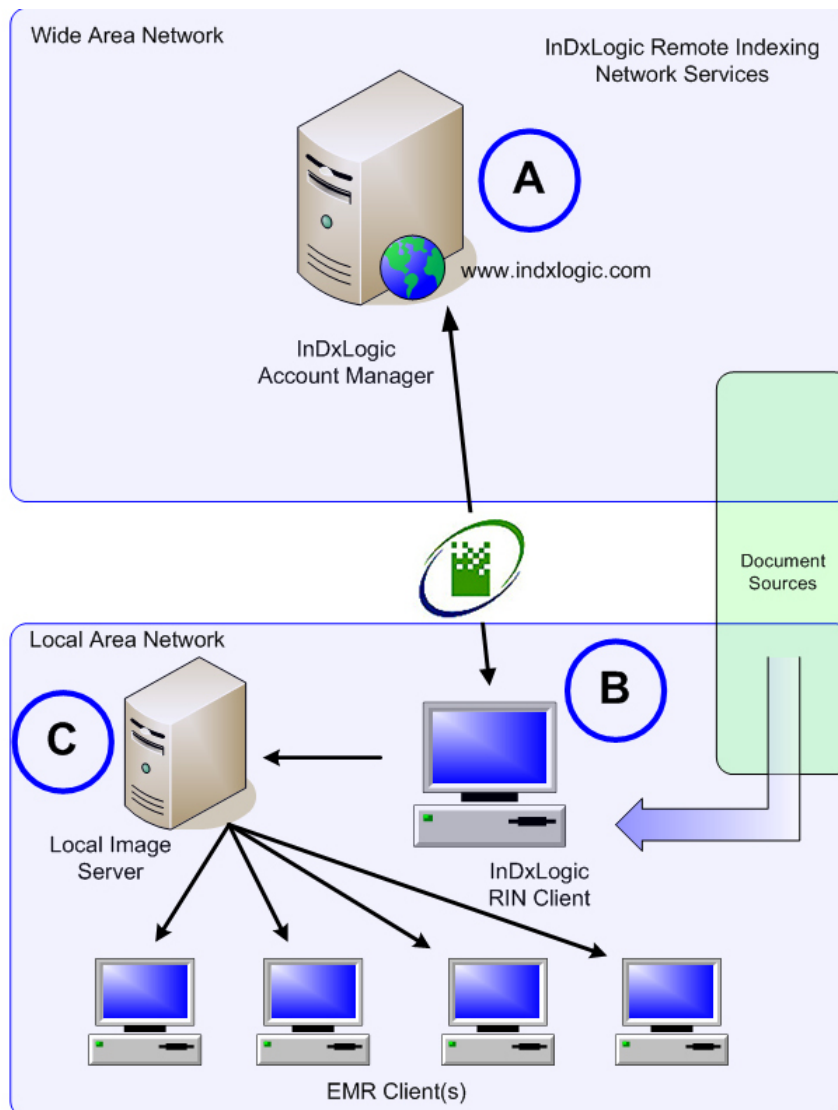 Wide Area Network
InDxLogic Remote Indexing
Network Services
A
www.indxlogic.com
InDxLogic
Account Manager
Document
Sources
Local Area Network
B
C
Local Image
Server
InDxLogic
RIN Client
EMR Client(s)